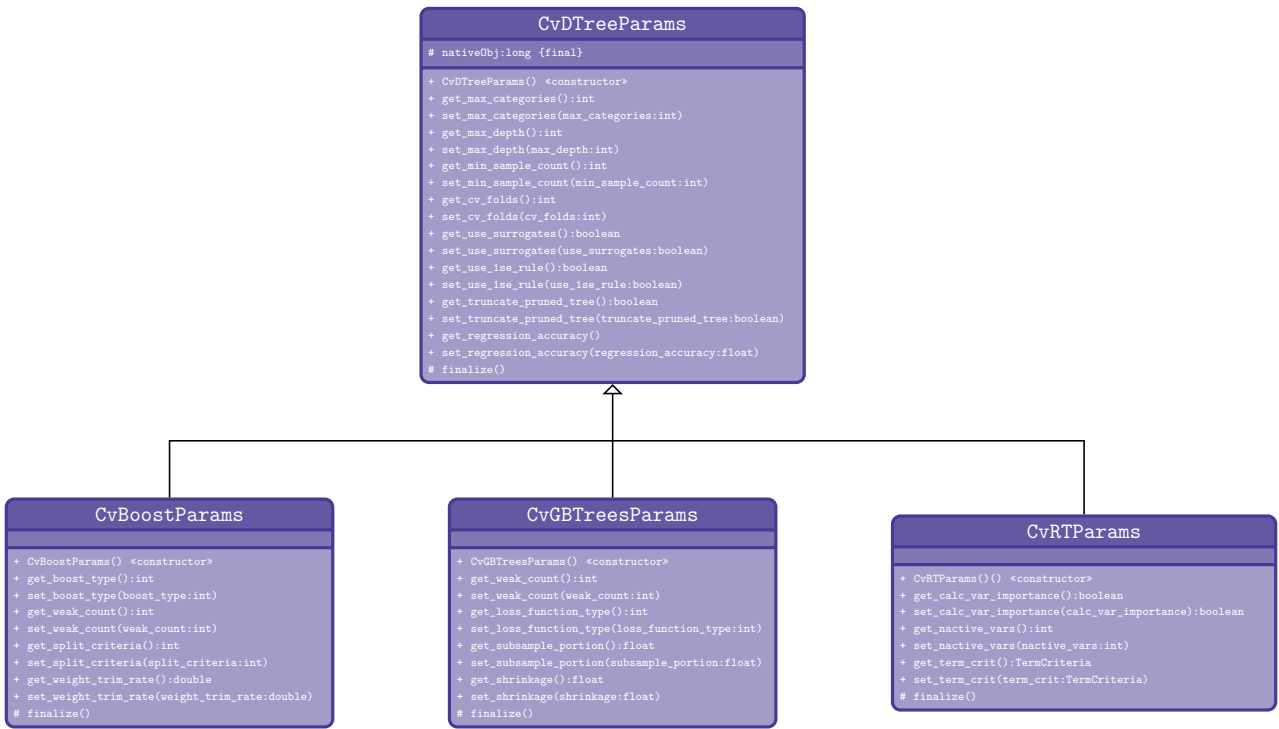 CvDTreeParams
# nativeObj:long {final}
+ CvDTreeParams() «constructor»
+ get_max_categories():int
+ set_max_categories(max_categories:int)
+ get_max_depth():int
+ set_max_depth(max_depth:int)
+ get_min_sample_count():int
+ set_min_sample_count(min_sample_count:int)
+ get_cv_folds():int
+ set_cv_folds(cv_folds:int)
+ get_use_surrogates():boolean
+ set_use_surrogates(use_surrogates:boolean)
+ get_use_1se_rule():boolean
+ set_use_1se_rule(use_1se_rule:boolean)
+ get_truncate_pruned_tree():boolean
+ set_truncate_pruned_tree(truncate_pruned_tree:boolean)
+ get_regression_accuracy()
+ set_regression_accuracy(regression_accuracy:float)
# finalize()
CvBoostParams
+ CvBoostParams() «constructor»
+ get_boost_type():int
+ set_boost_type(boost_type:int)
+ get_weak_count():int
+ set_weak_count(weak_count:int)
+ get_split_criteria():int
+ set_split_criteria(split_criteria:int)
+ get_weight_trim_rate():double
+ set_weight_trim_rate(weight_trim_rate:double)
# finalize()
CvGBTreesParams
+ CvGBTreesParams() «constructor»
+ get_weak_count():int
+ set_weak_count(weak_count:int)
+ get_loss_function_type():int
+ set_loss_function_type(loss_function_type:int)
+ get_subsample_portion():float
+ set_subsample_portion(subsample_portion:float)
+ get_shrinkage():float
+ set_shrinkage(shrinkage:float)
# finalize()
CvRTParams
+ CvRTParams()() «constructor»
+ get_calc_var_importance():boolean
+ set_calc_var_importance(calc_var_importance):boolean
+ get_nactive_vars():int
+ set_nactive_vars(nactive_vars:int)
+ get_term_crit():TermCriteria
+ set_term_crit(term_crit:TermCriteria)
# finalize()